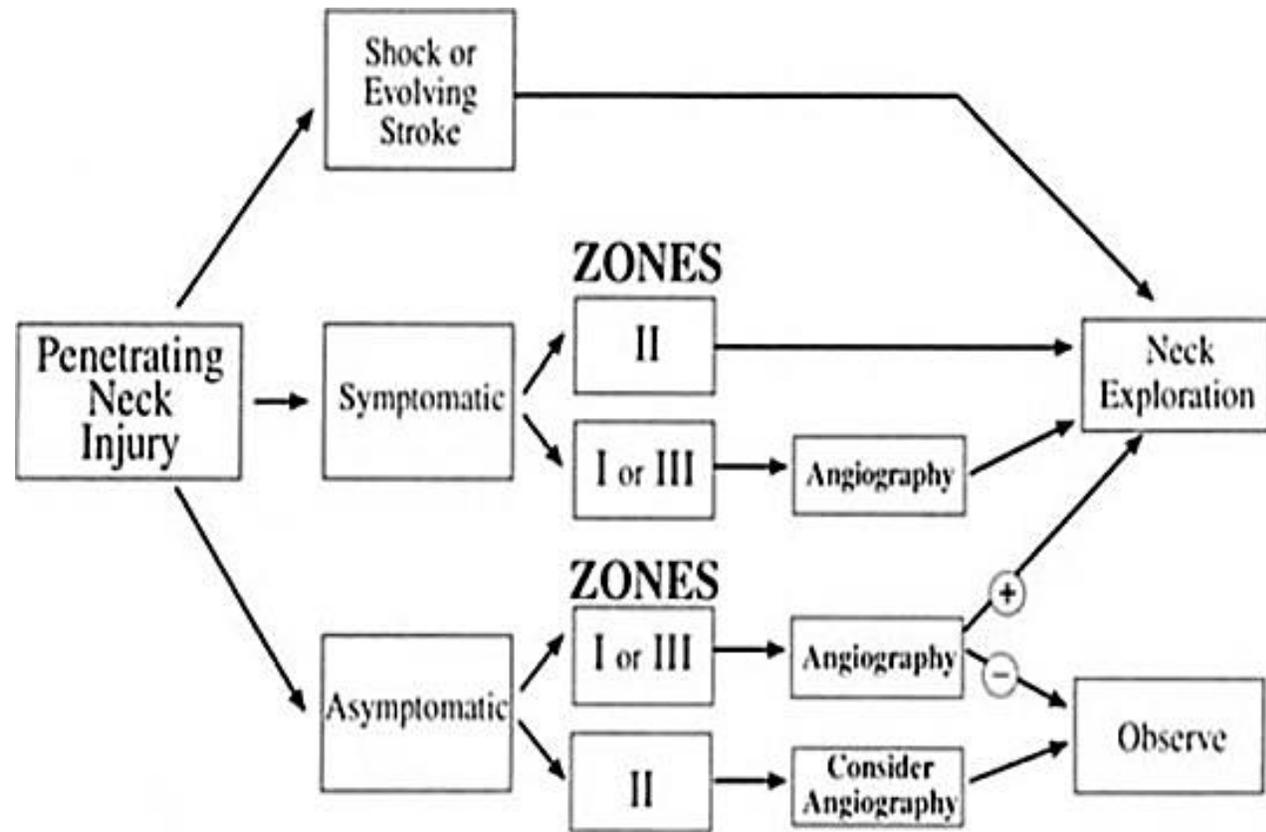 Shock or
Evolving
Stroke
ZONES
II
Penetrating
Neck
Injury
Symptomatic
Neck
Exploration
I or III
Angiography
ZONES
I or III
Angiography
+
−
Asymptomatic
Observe
II
Consider
Angiography